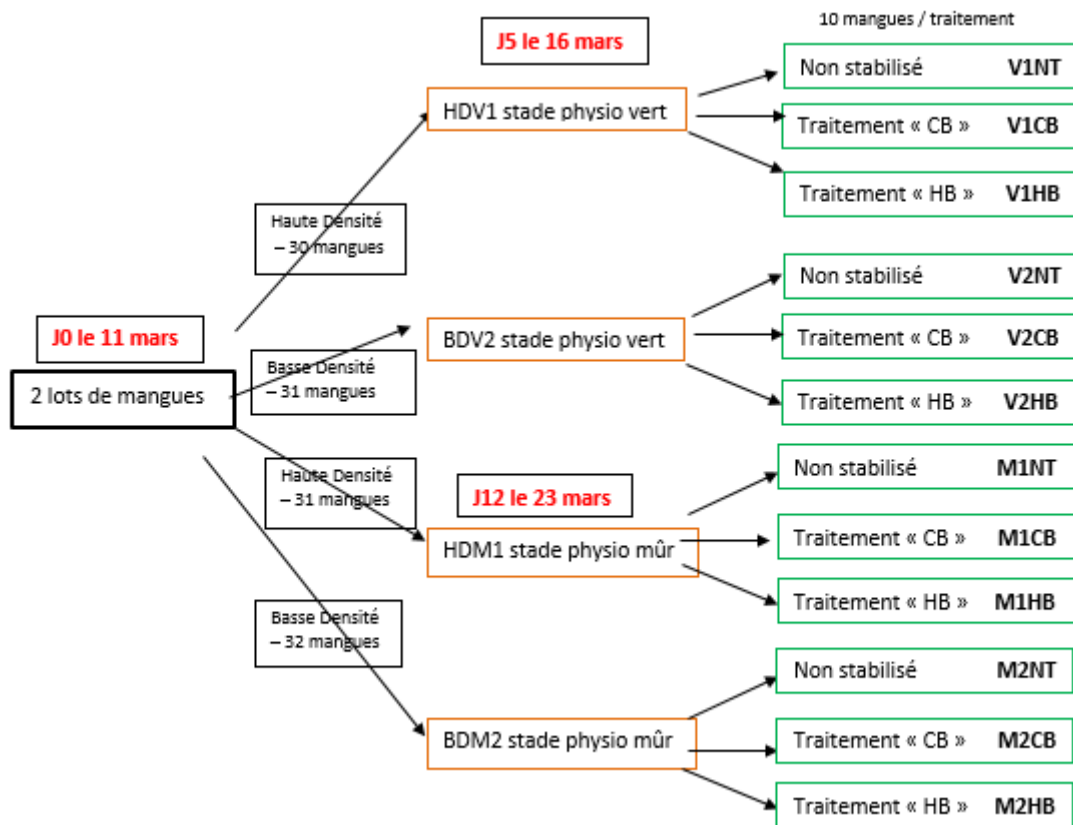 10 mangues / traitement
J5 le 16 mars
Non stabilisé V1NT
HDV1 stade physio vert
Traitement « CB » V1CB
Traitement « HB » V1HB
Haute Densité
– 30 mangues
Non stabilisé V2NT
J0 le 11 mars
BDV2 stade physio vert
Traitement « CB » V2CB
Basse Densité
– 31 mangues
2 lots de mangues
Traitement « HB » V2HB
Non stabilisé M1NT
Haute Densité
– 31 mangues
J12 le 23 mars
HDM1 stade physio mûr
Traitement « CB » M1CB
Traitement « HB » M1HB
Basse Densité
– 32 mangues
Non stabilisé M2NT
BDM2 stade physio mûr
Traitement « CB » M2CB
Traitement « HB » M2HB